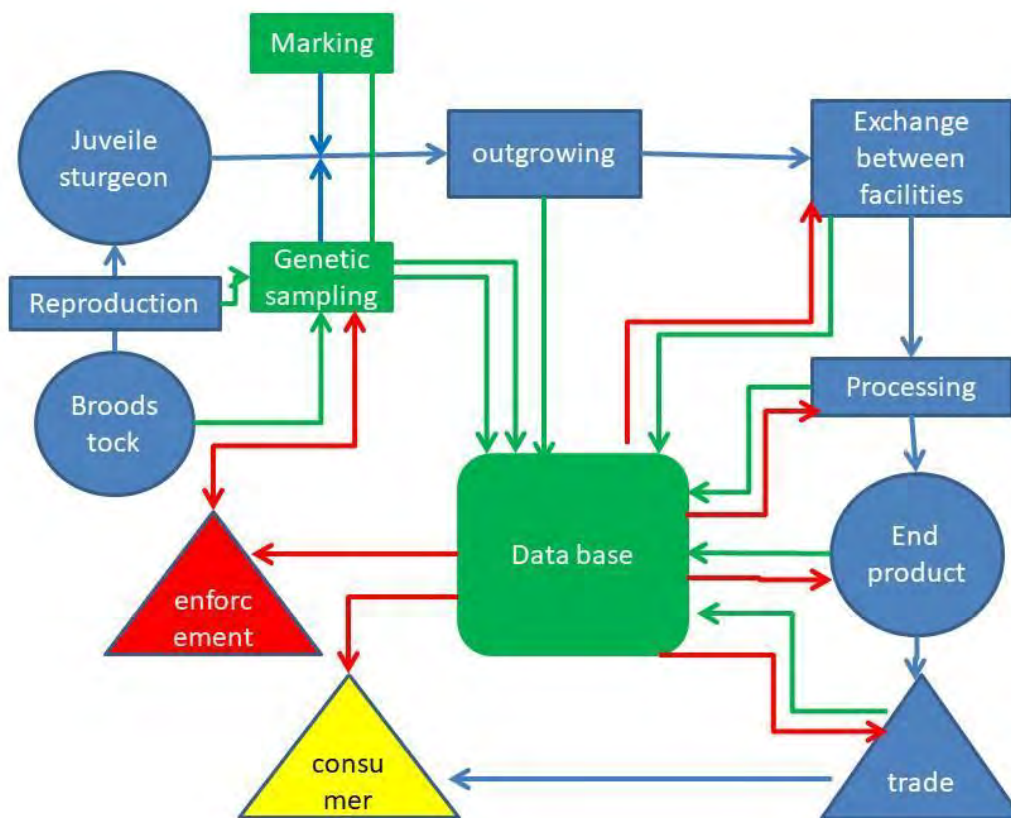 Marking
Juveile
sturgeon
outgrowing
Exchange
between
facilities
Genetic
sampling
Reproduction
Broods
tock
Processing
Data base
End
product
enforc
ement
consu
mer
trade